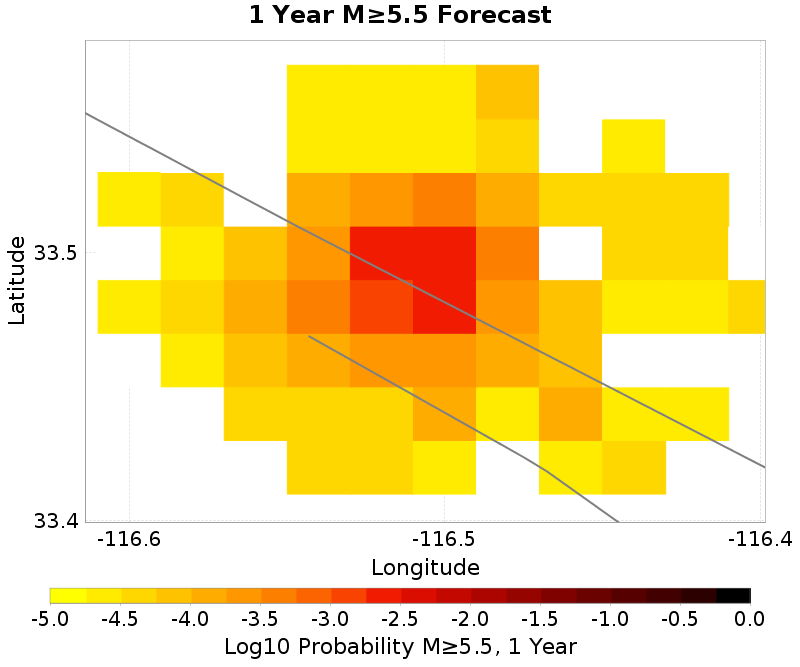 1 Year M≥5.5 Forecast
Latitude
33.5
33.4
-116.6 -116.5 -116.4
Longitude
-5.0 -4.5 -4.0 -3.5 -3.0 -2.5 -2.0 -1.5 -1.0 -0.5 0.0
Log10 Probability M≥5.5, 1 Year